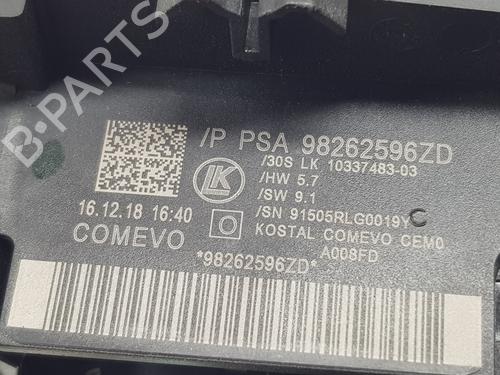 /P PSA 98262596ZD
/30S LK 10337483-03
/HW 5.7
/SW 9.1
/SN 91505RLG0019Y
KOSTAL COMEVO CEM0
A008FD
LK
16.12.18 16:40
COMEVO
*98262596ZD*
B-PARTS